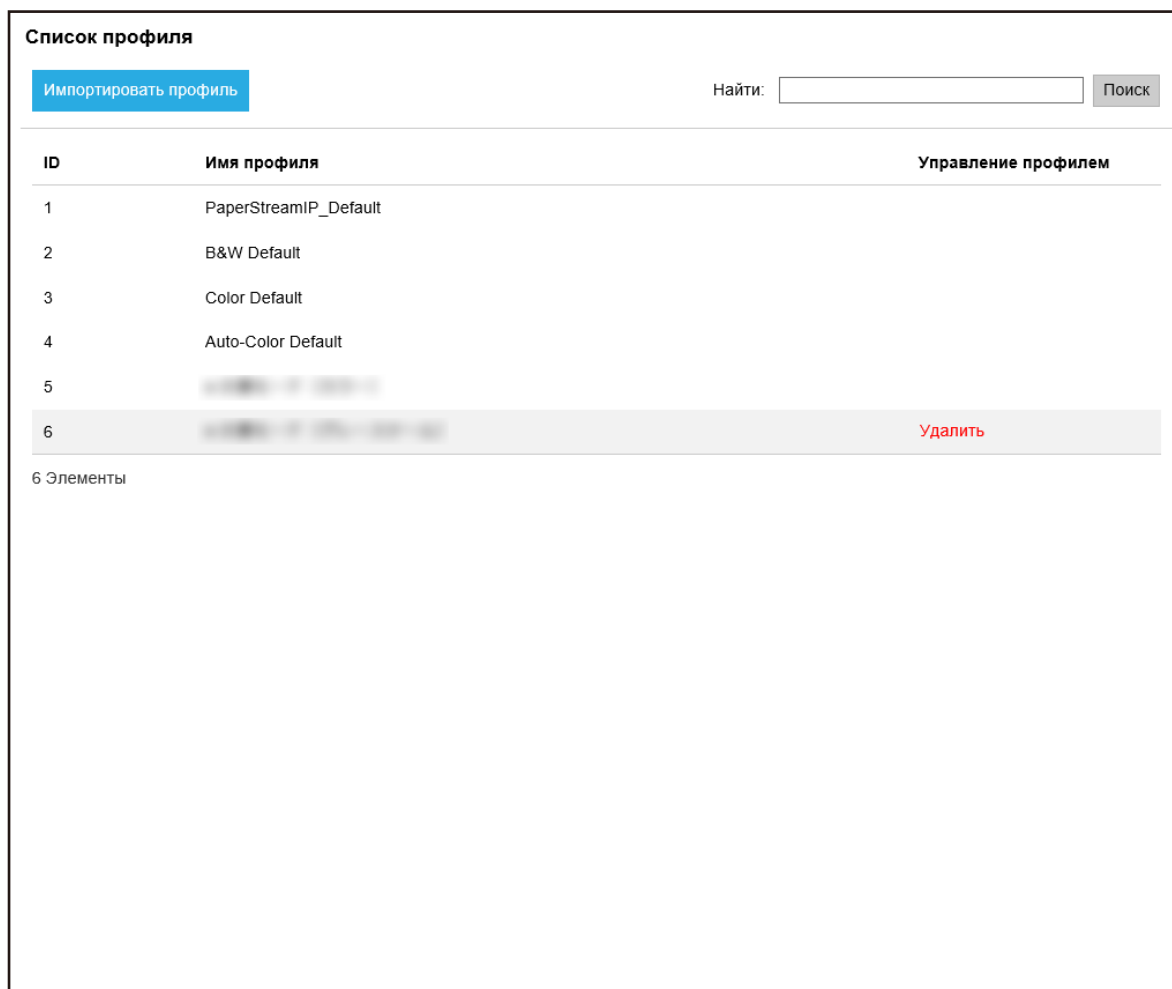 Список профиля
Импортировать профиль Найти: Поиск
ID Имя профиля Управление профилем
1 PaperStreamIP_Default
2 B&W Default
3 Color Default
4 Auto-Color Default
5
6 Удалить
6 Элементы